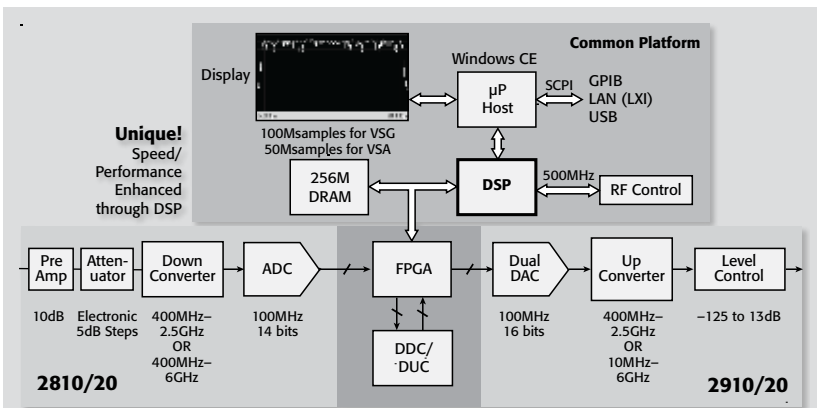 Common Platform
Windows CE
Display
µP
Host
SCPI
GPIB
LAN (LXI)
USB
100Msamples for VSG
50Msamples for VSA
Unique!
Speed/
Performance
Enhanced
through DSP
256M
DRAM
DSP
500MHz
RF Control
Pre
Amp
Atten-
uator
Down
Converter
ADC
FPGA
Dual
DAC
Up
Converter
Level
Control
10dB
Electronic
5dB Steps
400MHz–
2.5GHz
OR
400MHz–
6GHz
100MHz
14 bits
DDC/
DUC
100MHz
16 bits
400MHz–
2.5GHz
OR
10MHz–
6GHz
–125 to 13dB
2810/20
2910/20